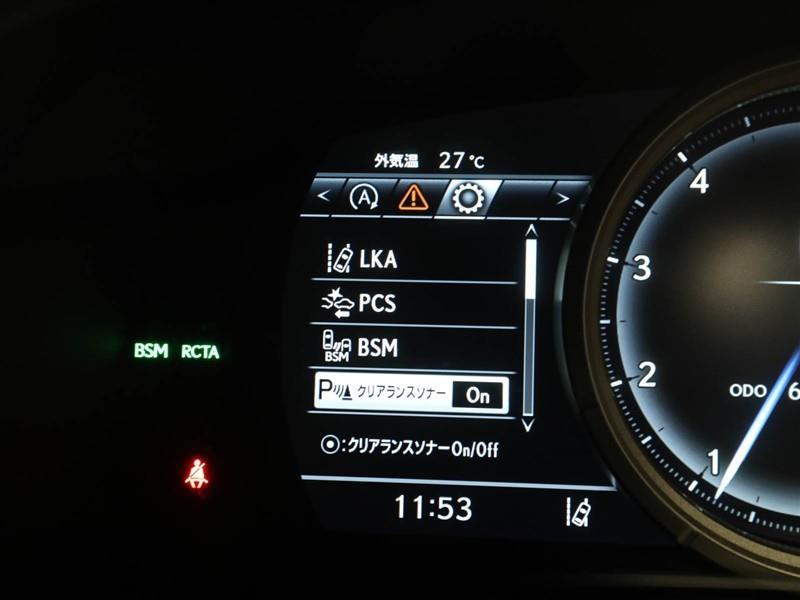 外気温 27℃
A
LKA
PCS
BSM RCTA
BSM
BSM
P クリアランスソナー On
:クリアランスソナーOn/Off
11:53
4
3
2
1
ODO 6